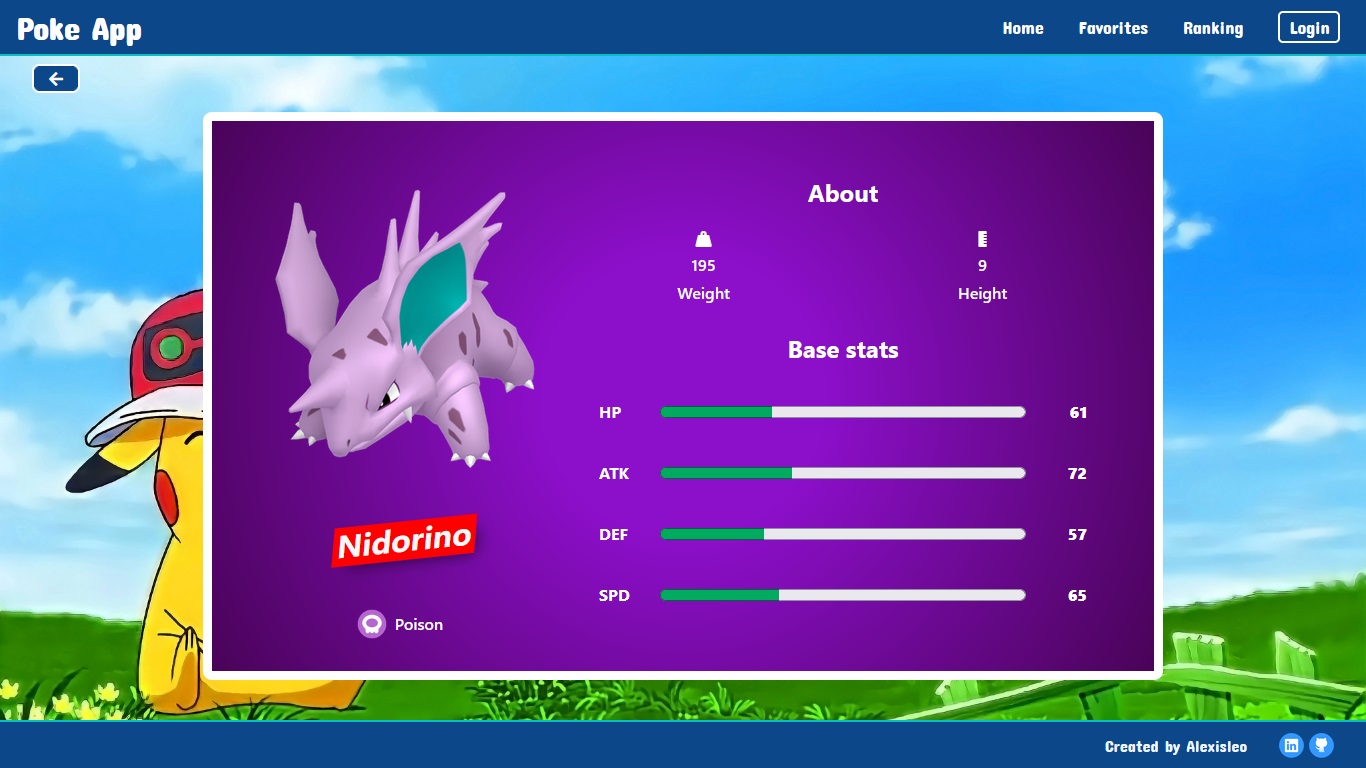 Poke App
Home Favorites Ranking Login
About
195 9
Weight Height
Base stats
HP 61
ATK 72
DEF 57
SPD 65
Nidorino
Poison
Created by Alexisleo
in